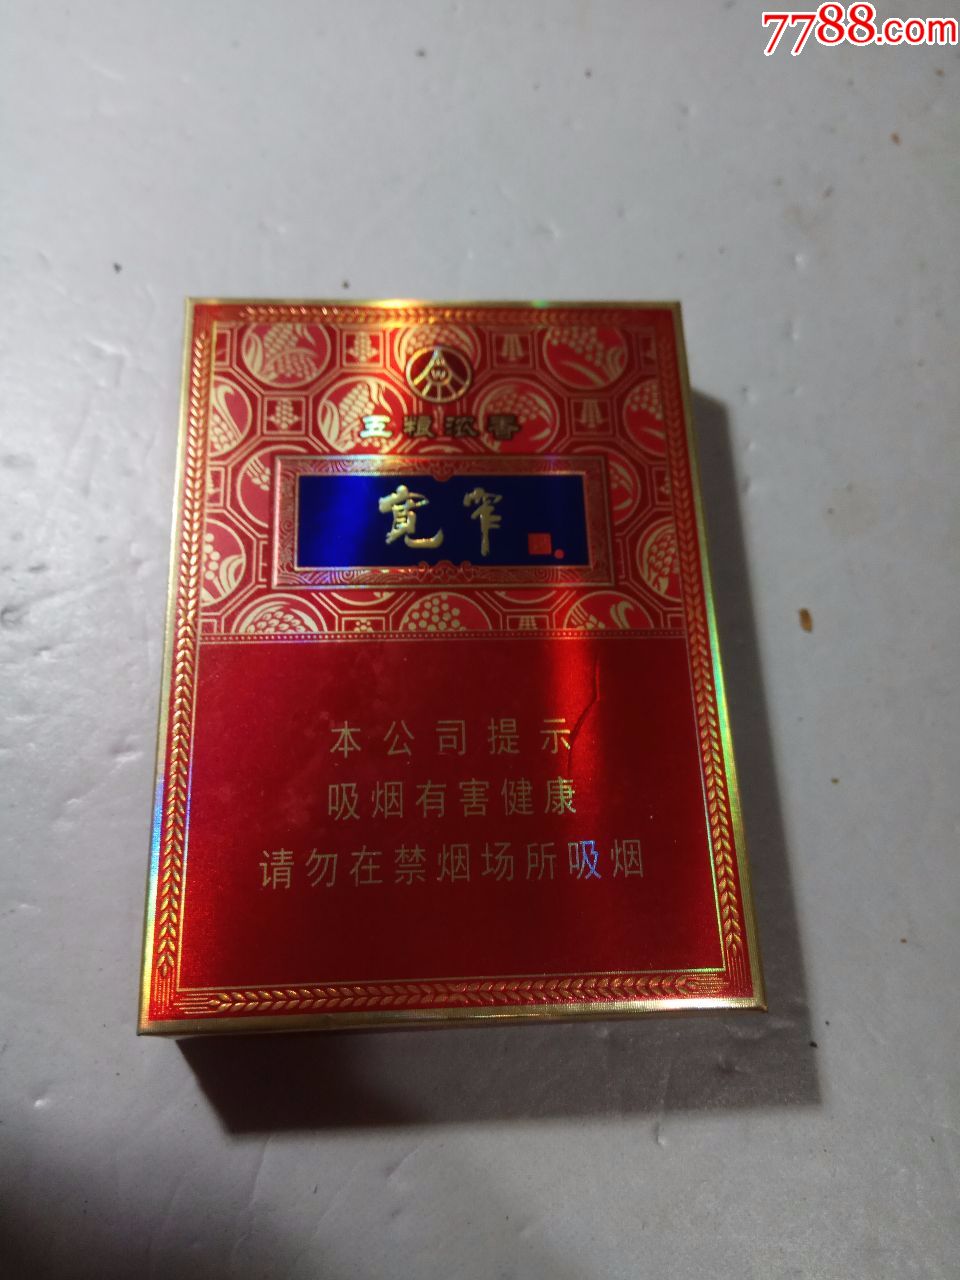 7788.com
五粮浓香
宽窄
本公司提示
吸烟有害健康
请勿在禁烟场所吸烟